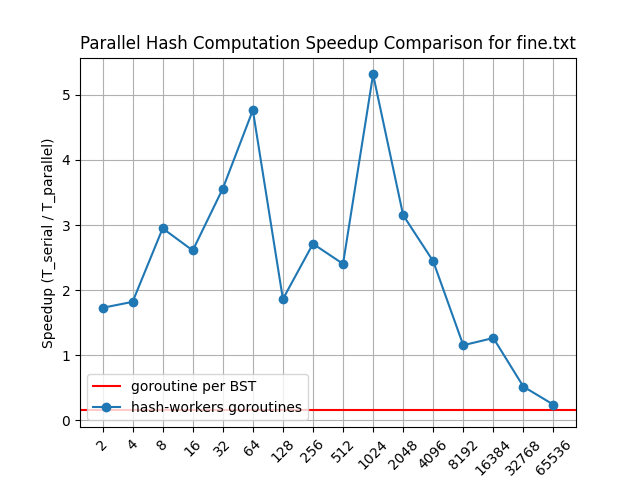 Parallel Hash Computation Speedup Comparison for fine.txt
Speedup (T_serial / T_parallel)
5
4
3
2
1
0
goroutine per BST
hash-workers goroutines
2 4 8 16 32 64 128 256 512 1024 2048 4096 8192 16384 32768 65536